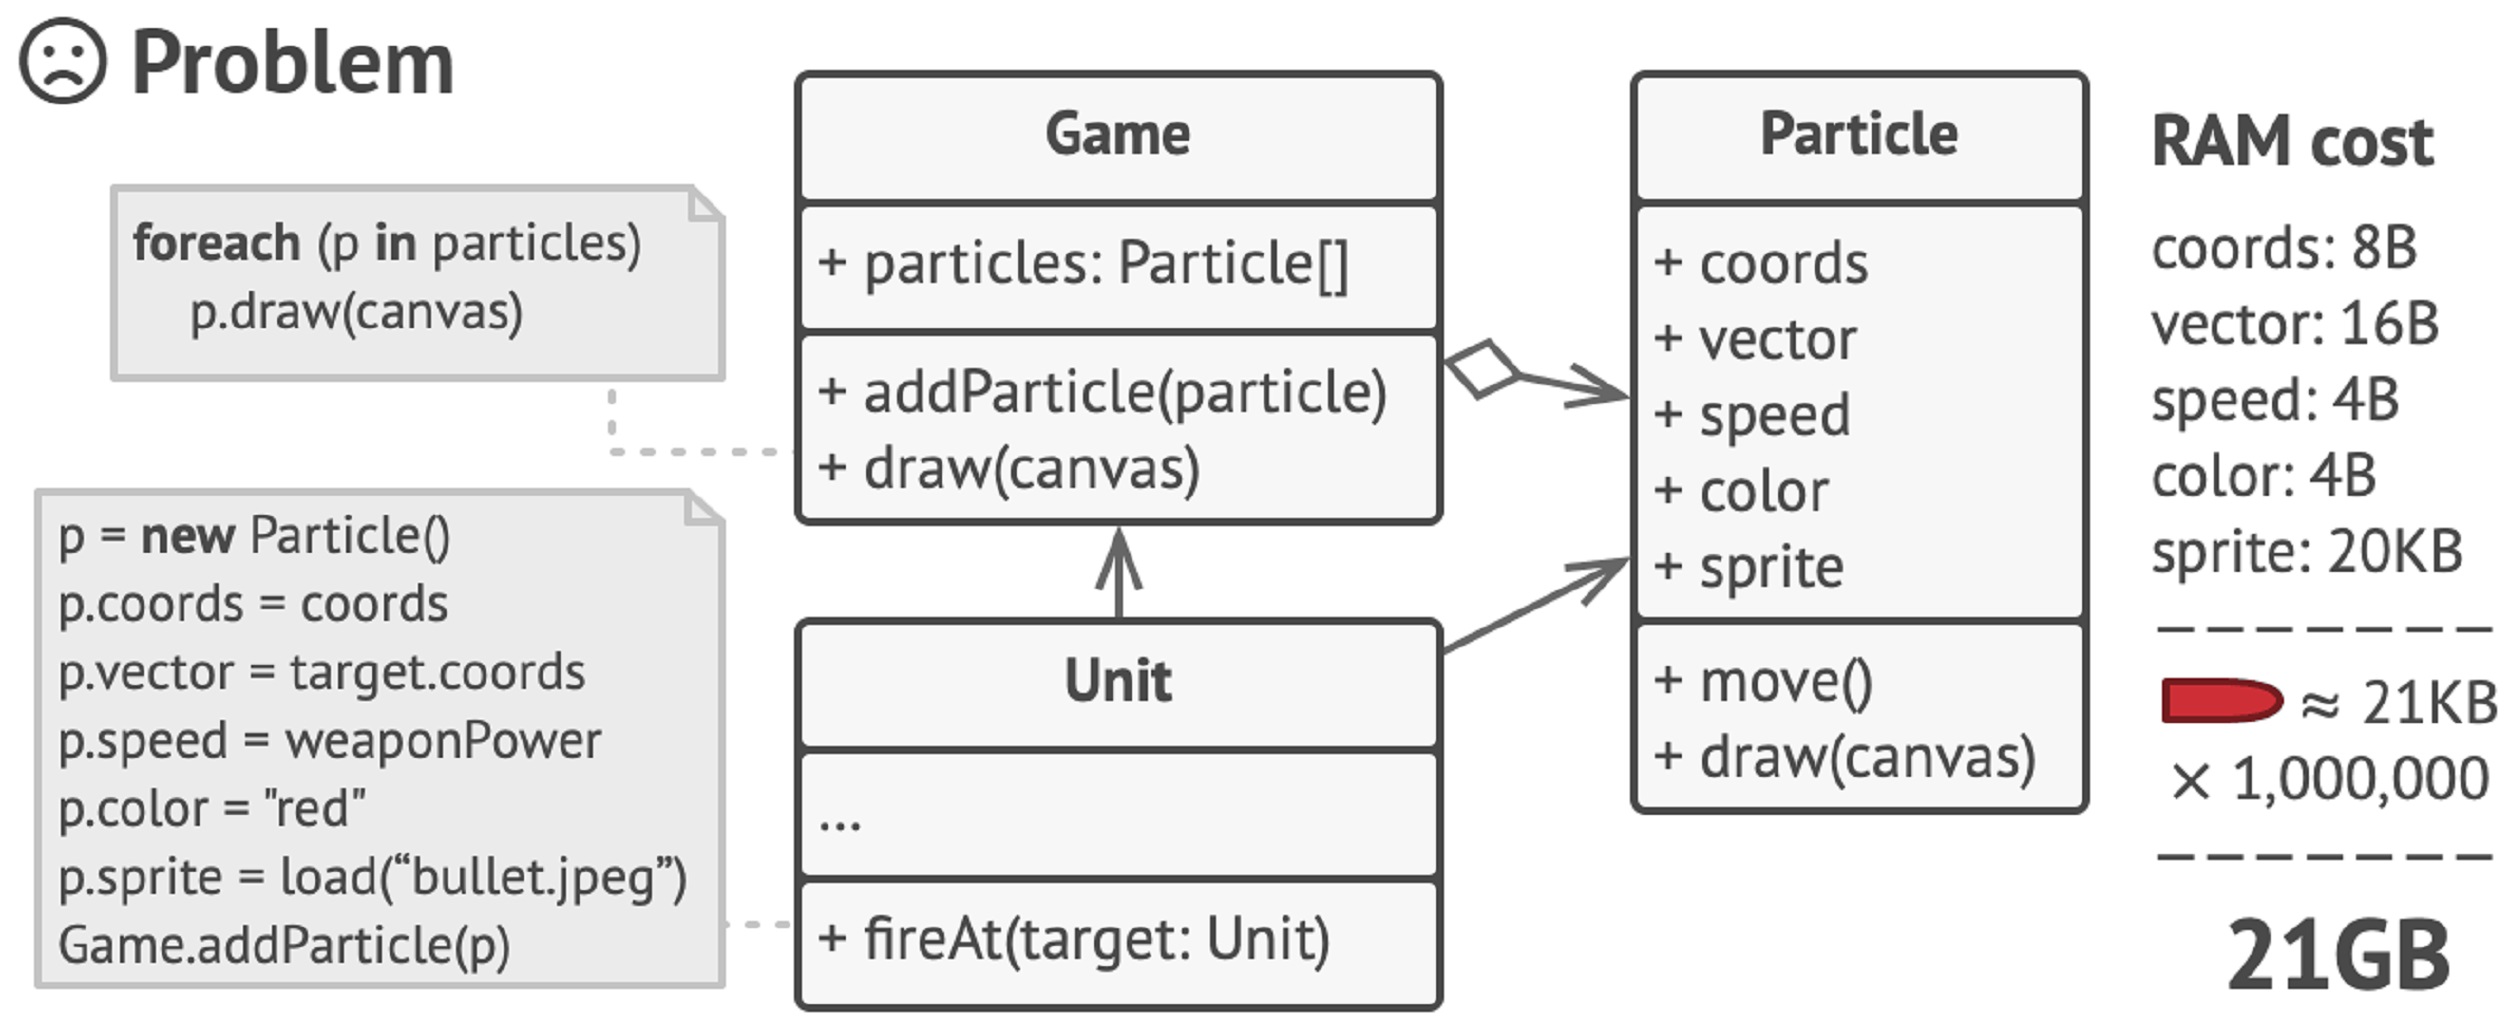 Problem
foreach (p in particles)
p.draw(canvas)
p = new Particle()
p.coords = coords
p.vector = target.coords
p.speed = weaponPower
p.color = "red"
p.sprite = load(“bullet.jpeg”)
Game.addParticle(p)
Game
+ particles: Particle[]
+ addParticle(particle)
+ draw(canvas)
Unit
...
+ fireAt(target: Unit)
Particle
+ coords
+ vector
+ speed
+ color
+ sprite
+ move()
+ draw(canvas)
RAM cost
coords: 8B
vector: 16B
speed: 4B
color: 4B
sprite: 20KB
≈ 21KB
× 1,000,000
21GB